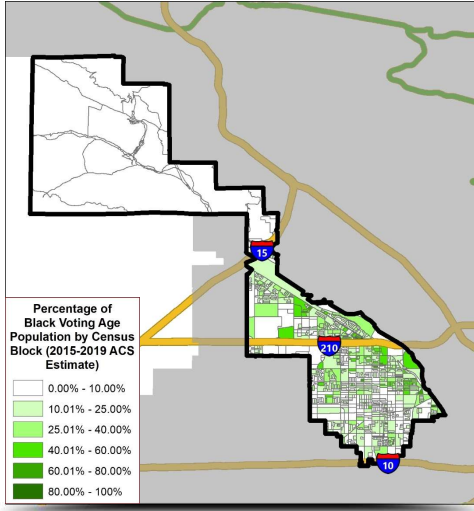 15
210
10
Percentage of
Black Voting Age
Population by Census
Block (2015-2019 ACS
Estimate)
0.00% - 10.00%
10.01% - 25.00%
25.01% - 40.00%
40.01% - 60.00%
60.01% - 80.00%
80.00% - 100%